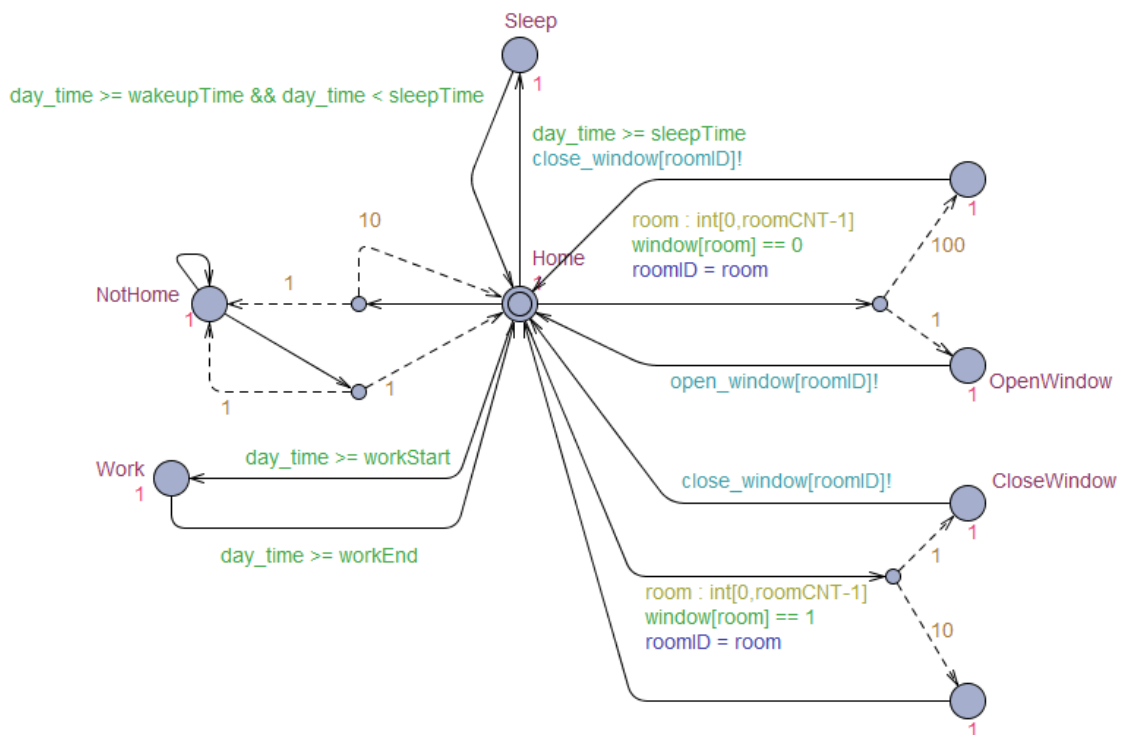 Sleep
1
day_time >= wakeupTime && day_time < sleepTime
day_time >= sleepTime
close_window[roomID]!
1
room : int[0,roomCNT-1]
window[room] == 0
roomID = room
100
10
Home
1
NotHome
1
1
1
1
1
1
open_window[roomID]!
OpenWindow
1
Work
1
day_time >= workStart
day_time >= workEnd
close_window[roomID]!
CloseWindow
1
1
room : int[0,roomCNT-1]
window[room] == 1
roomID = room
10
1